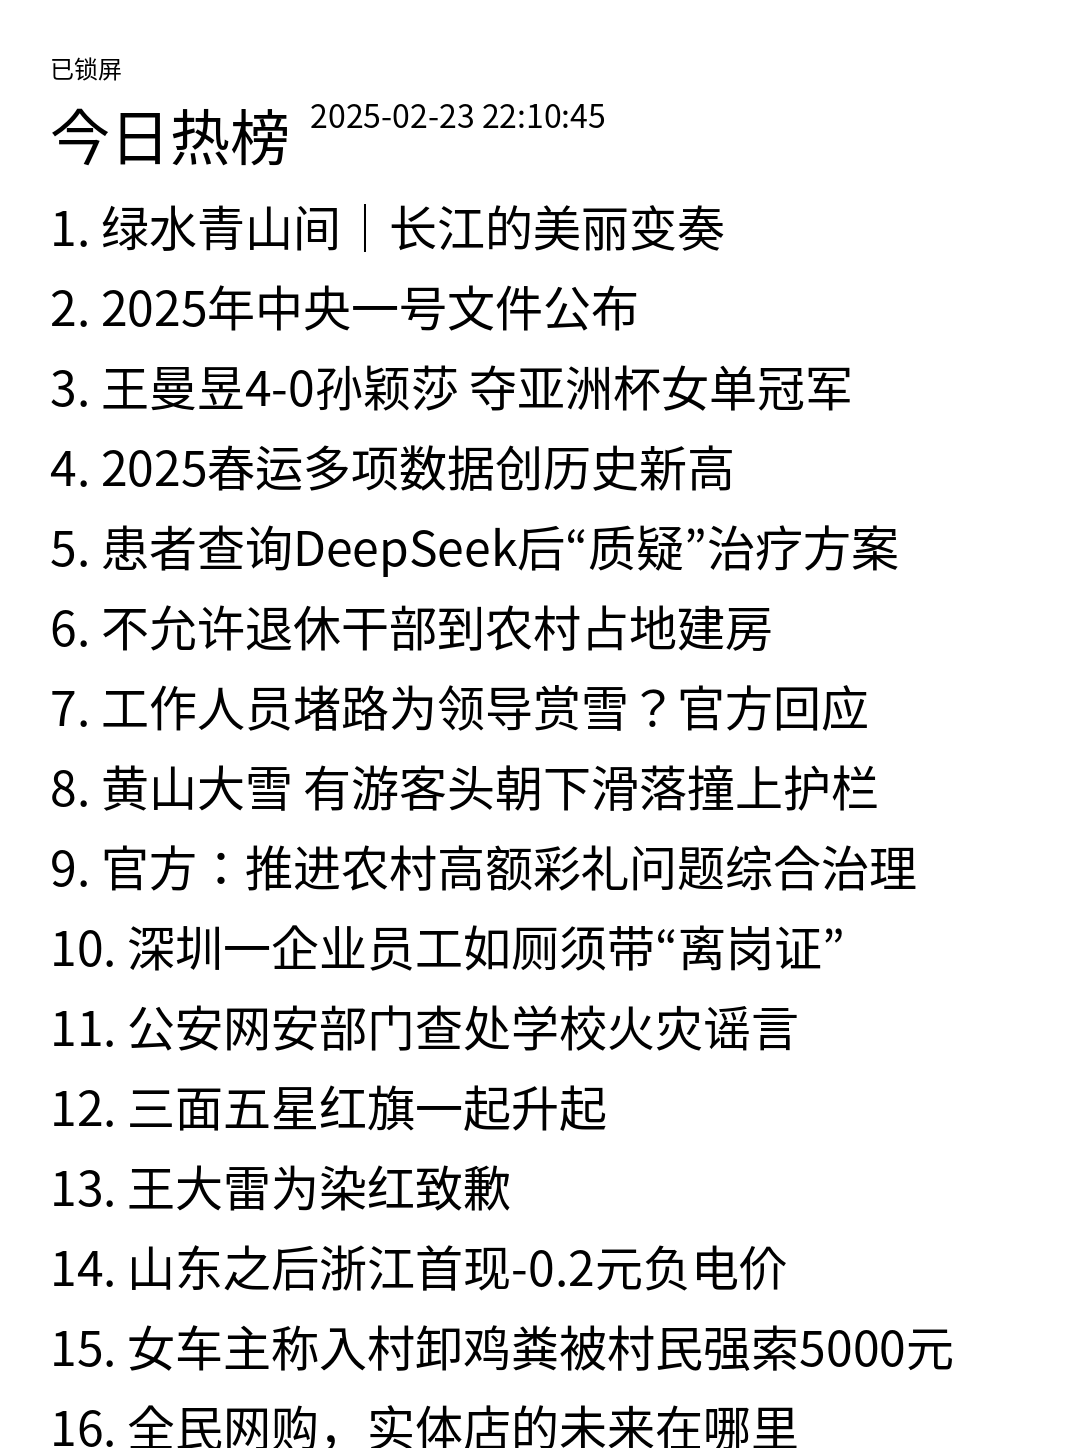 已锁屏
今日热榜 2025-02-23 22:10:45
1. 绿水青山间｜长江的美丽变奏
2. 2025年中央一号文件公布
3. 王曼昱4-0孙颖莎 夺亚洲杯女单冠军
4. 2025春运多项数据创历史新高
5. 患者查询DeepSeek后“质疑”治疗方案
6. 不允许退休干部到农村占地建房
7. 工作人员堵路为领导赏雪？官方回应
8. 黄山大雪 有游客头朝下滑落撞上护栏
9. 官方：推进农村高额彩礼问题综合治理
10. 深圳一企业员工如厕须带“离岗证”
11. 公安网安部门查处学校火灾谣言
12. 三面五星红旗一起升起
13. 王大雷为染红致歉
14. 山东之后浙江首现-0.2元负电价
15. 女车主称入村卸鸡粪被村民强索5000元
16. 全民网购，实体店的未来在哪里